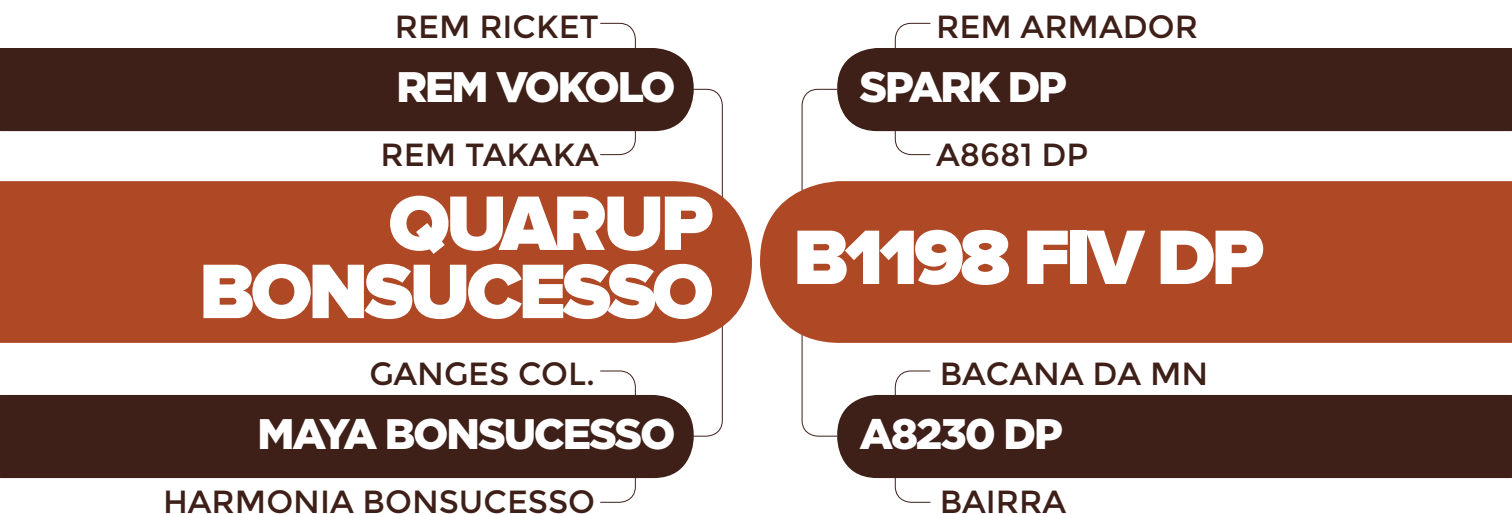 REM RICKET
REM VOKOLO
REM TAKAKA
QUARUP
BONSUCESSO
GANGES COL.
MAYA BONSUCESSO
HARMONIA BONSUCESSO
REM ARMADOR
SPARK DP
A8681 DP
B1198 FIV DP
BACANA DA MN
A8230 DP
BAIRRA